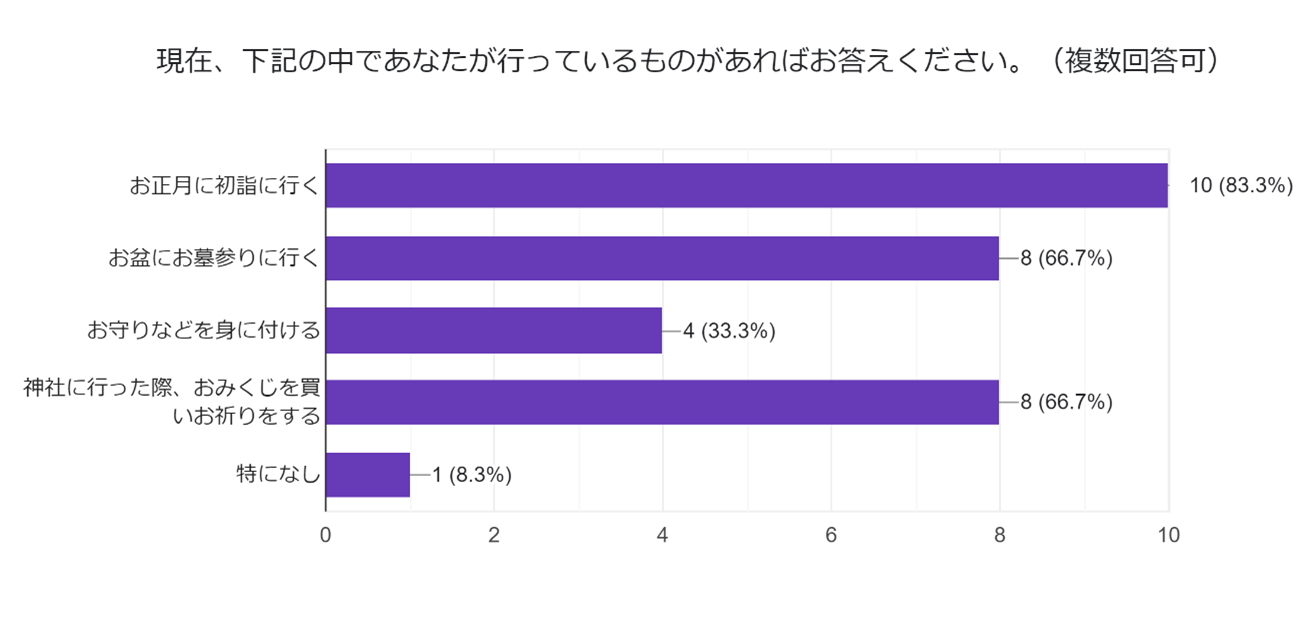 現在、下記の中であなたが行っているものがあればお答えください。（複数回答可）
お正月に初詣に行く
10 (83.3%)
お盆にお墓参りに行く
8 (66.7%)
お守りなどを身に付ける
4 (33.3%)
神社に行った際、おみくじを買
いお祈りをする
8 (66.7%)
特になし
1 (8.3%)
0 2 4 6 8 10